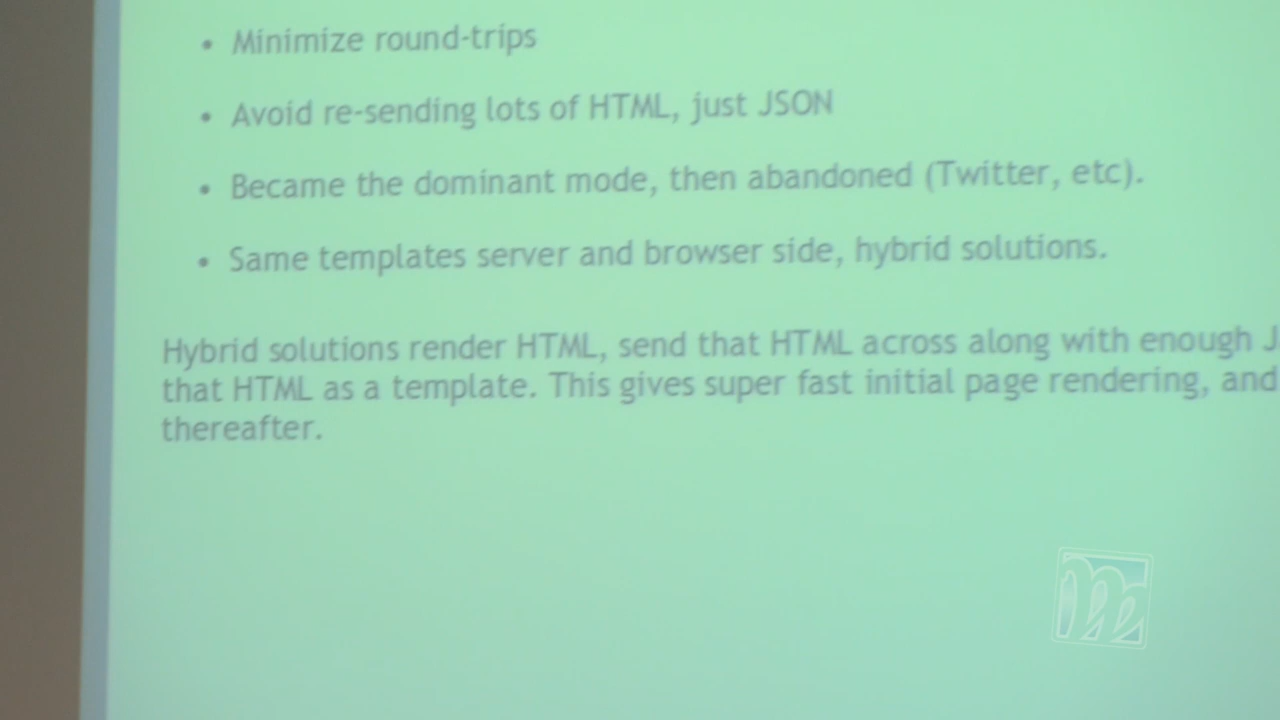 • Minimize round-trips
• Avoid re-sending lots of HTML, just JSON
• Became the dominant mode, then abandoned (Twitter, etc).
• Same templates server and browser side, hybrid solutions.
Hybrid solutions render HTML, send that HTML across along with enough
that HTML as a template. This gives super fast initial page rendering, and
thereafter.